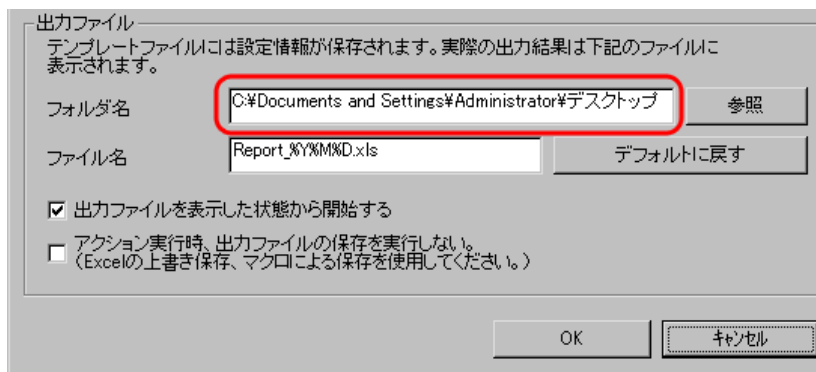 出力ファイル
テンプレートファイルには設定情報が保存されます。実際の出力結果は下記のファイルに
表示されます。
フォルダ名
C:¥Documents and Settings¥Administrator¥デスクトップ
参照
ファイル名
Report_%Y%M%D.xls
デフォルトに戻す
出力ファイルを表示した状態から開始する
アクション実行時、出力ファイルの保存を実行しない。
（Excelの上書き保存、マクロによる保存を使用してください。）
OK
キャンセル